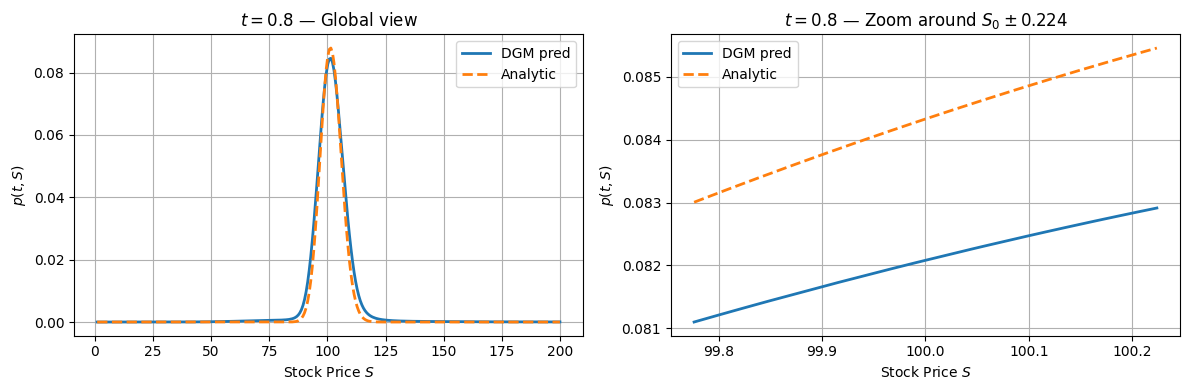 t = 0.8 — Global view
DGM pred
Analytic
0.08
0.06
0.04
0.02
0.00
p(t, S)
0 25 50 75 100 125 150 175 200
Stock Price S
t = 0.8 — Zoom around S₀ ± 0.224
DGM pred
Analytic
0.085
0.084
0.083
0.082
0.081
p(t, S)
99.8 99.9 100.0 100.1 100.2
Stock Price S